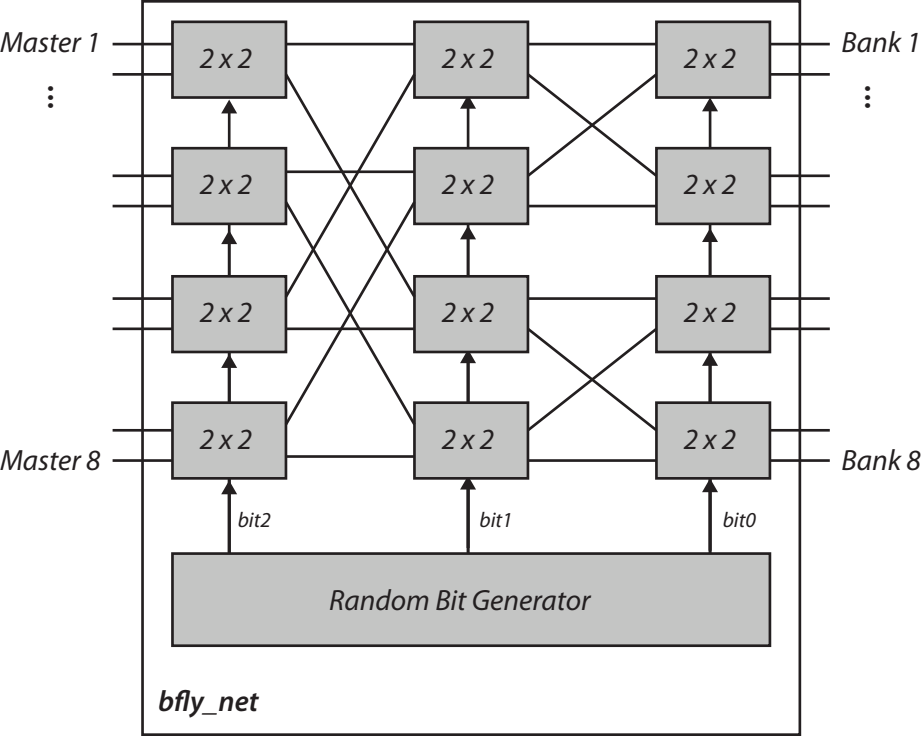 Master 1
2 x 2
2 x 2
2 x 2
Bank 1
2 x 2
2 x 2
2 x 2
2 x 2
2 x 2
2 x 2
Master 8
2 x 2
2 x 2
2 x 2
Bank 8
bit2
bit1
bit0
Random Bit Generator
bfly_net